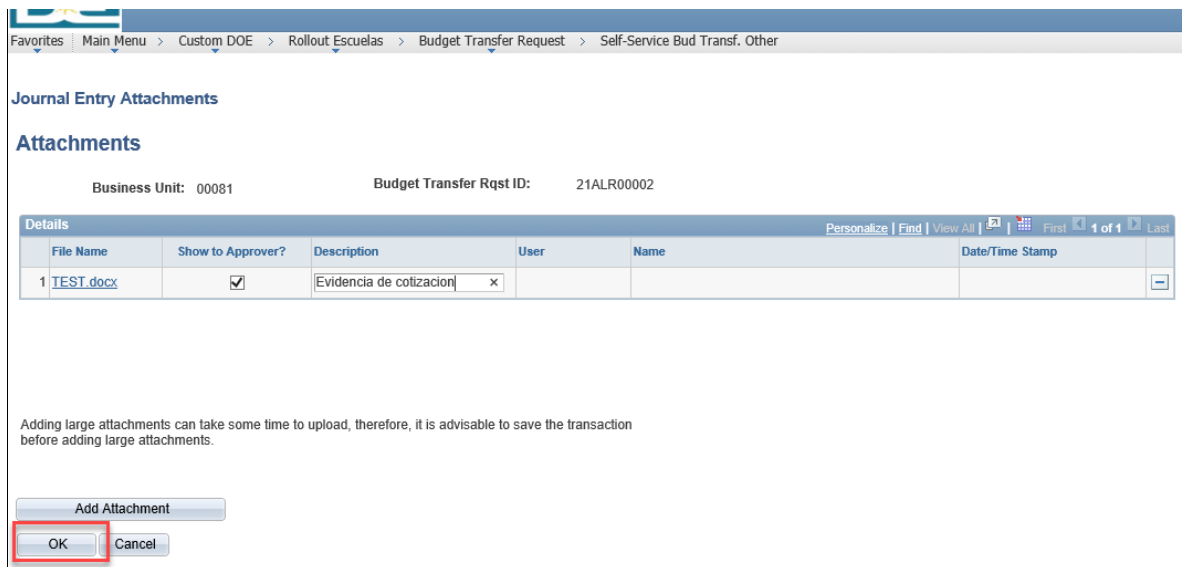 Favorites Main Menu > Custom DOE > Rollout Escuelas > Budget Transfer Request > Self-Service Bud Transf. Other
Journal Entry Attachments
Attachments
Business Unit: 00081 Budget Transfer Rqst ID: 21ALR00002
Details Personalize | Find | View All | | First 1 of 1 Last
File Name Show to Approver? Description User Name Date/Time Stamp
1 TEST.docx Evidencia de cotizacion ×
Adding large attachments can take some time to upload, therefore, it is advisable to save the transaction
before adding large attachments.
Add Attachment
OK Cancel